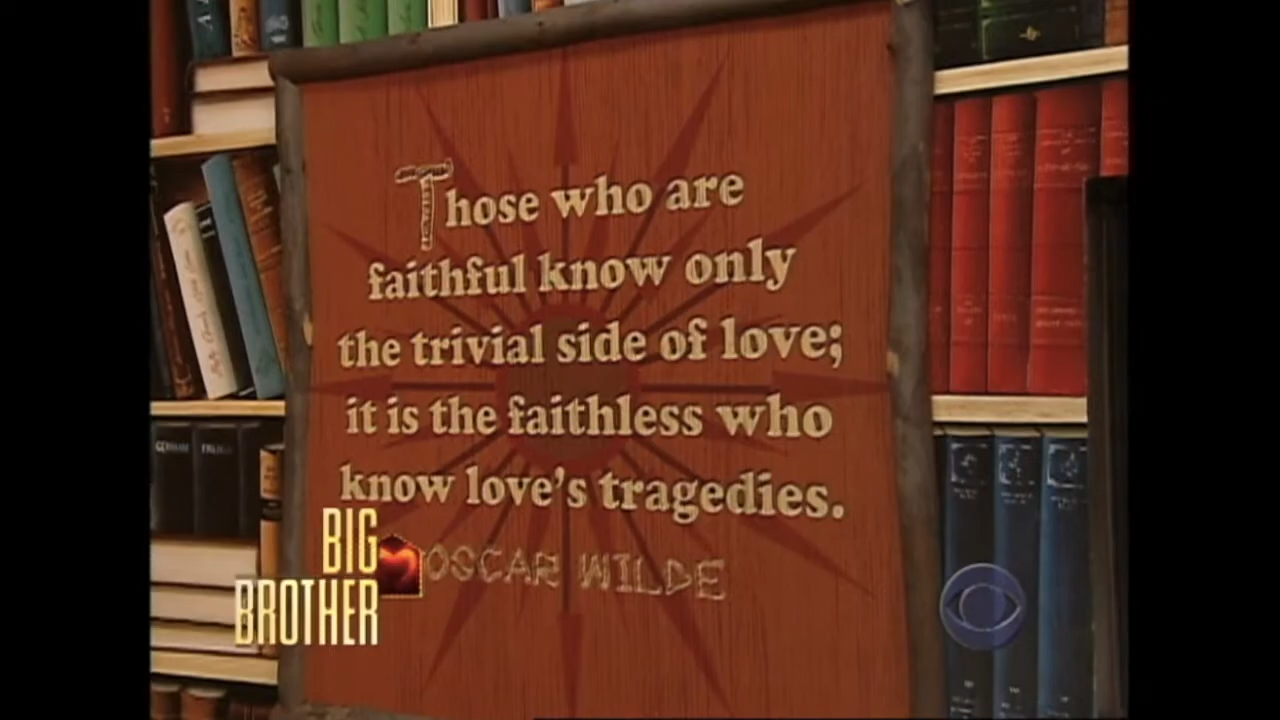 Those who are
faithful know only
the trivial side of love;
it is the faithless who
know love's tragedies.
OSCAR WILDE
BIG
BROTHER
GERMAN